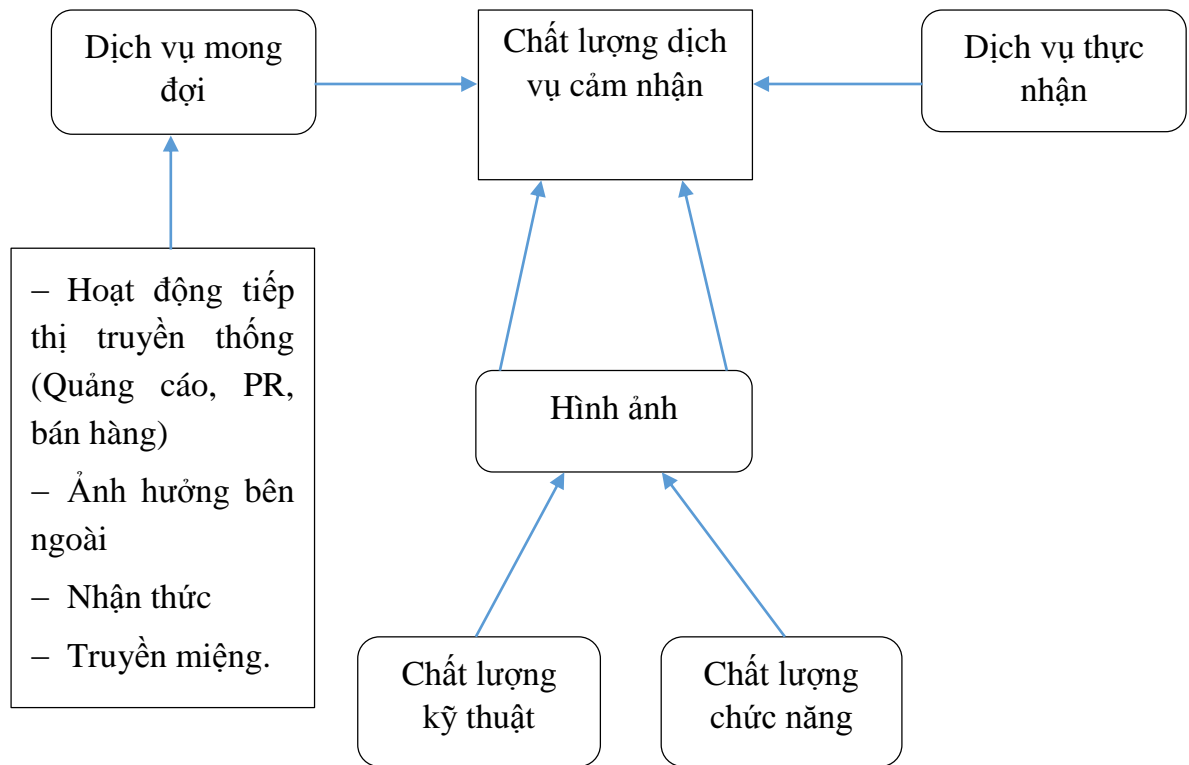 Dịch vụ mong
đợi
Chất lượng dịch
vụ cảm nhận
Dịch vụ thực
nhận
– Hoạt động tiếp
thị truyền thống
(Quảng cáo, PR,
bán hàng)
– Ảnh hưởng bên
ngoài
– Nhận thức
– Truyền miệng.
Hình ảnh
Chất lượng
kỹ thuật
Chất lượng
chức năng